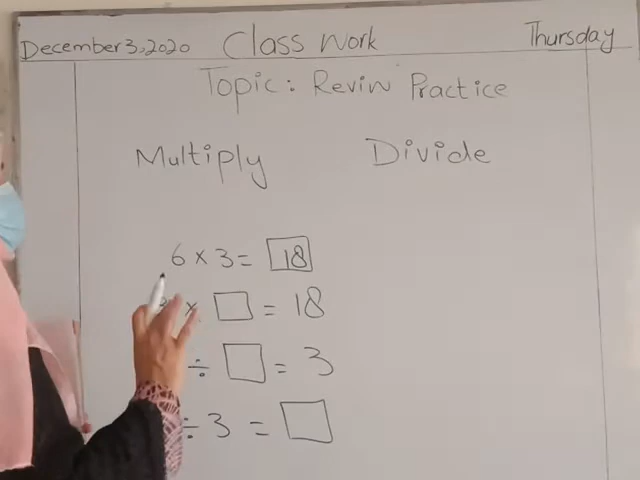 December 3, 2020 Class Work Thursday
Topic: Revin Practice
Multiply Divide
6 × 3 = 18
× □ = 18
÷ □ = 3
÷ 3 = □